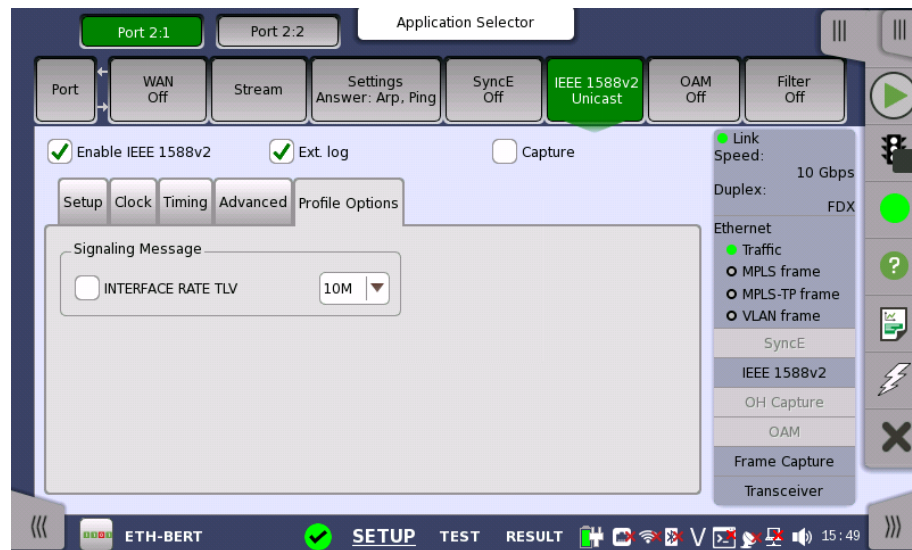 Application Selector
Port 2:1
Port 2:2
Port
WAN
Off
Stream
Settings
Answer: Arp, Ping
SyncE
Off
IEEE 1588v2
Unicast
OAM
Off
Filter
Off
Enable IEEE 1588v2
Ext. log
Capture
Setup
Clock
Timing
Advanced
Profile Options
Signaling Message
INTERFACE RATE TLV
10M
Link
Speed:
10 Gbps
Duplex:
FDX
Ethernet
Traffic
MPLS frame
MPLS-TP frame
VLAN frame
SyncE
IEEE 1588v2
OH Capture
OAM
Frame Capture
Transceiver
ETH-BERT
SETUP
TEST
RESULT
V
15:49